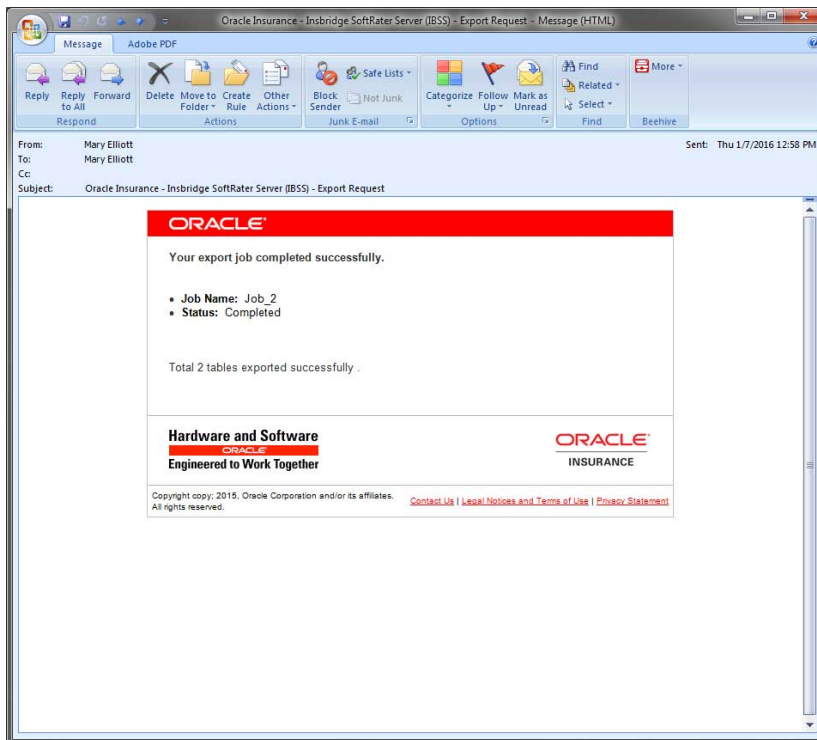 Oracle Insurance - Insbridge SoftRater Server (IBSS) - Export Request - Message (HTML)
Message Adobe PDF
Reply Reply to All Forward Delete Move to Folder Create Rule Other Actions Block Sender Safe Lists Not Junk Categorize Follow Up Mark as Unread Find Related Select More
Respond Actions Junk E-mail Options Find Beehive
From: Mary Elliott Sent: Thu 1/7/2016 12:58 PM
To: Mary Elliott
Cc:
Subject: Oracle Insurance - Insbridge SoftRater Server (IBSS) - Export Request
ORACLE®
Your export job completed successfully.
• Job Name: Job_2
• Status: Completed
Total 2 tables exported successfully .
Hardware and Software
ORACLE
Engineered to Work Together
ORACLE®
INSURANCE
Copyright copy; 2015, Oracle Corporation and/or its affiliates.
All rights reserved.
Contact Us | Legal Notices and Terms of Use | Privacy Statement